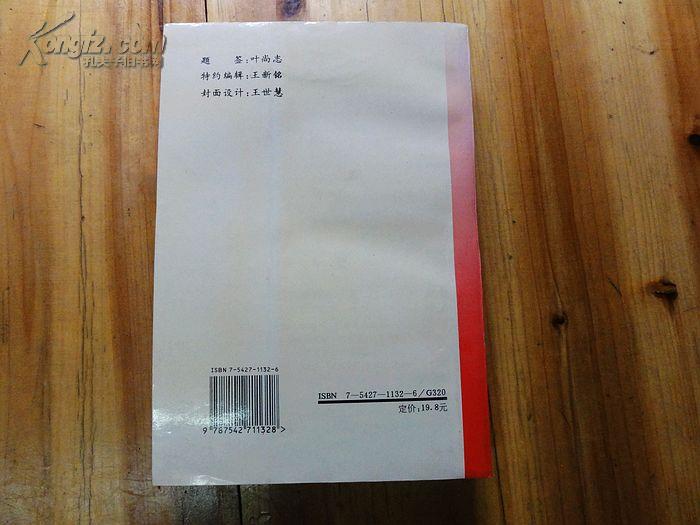 Kongfz.com
孔夫子旧书网
题 签：叶尚志
特约编辑：王新铭
封面设计：王世慧
ISBN 7-5427-1132-6
9 787542 711328 >
ISBN 7—5427—1132—6/G320
定价：19.8元